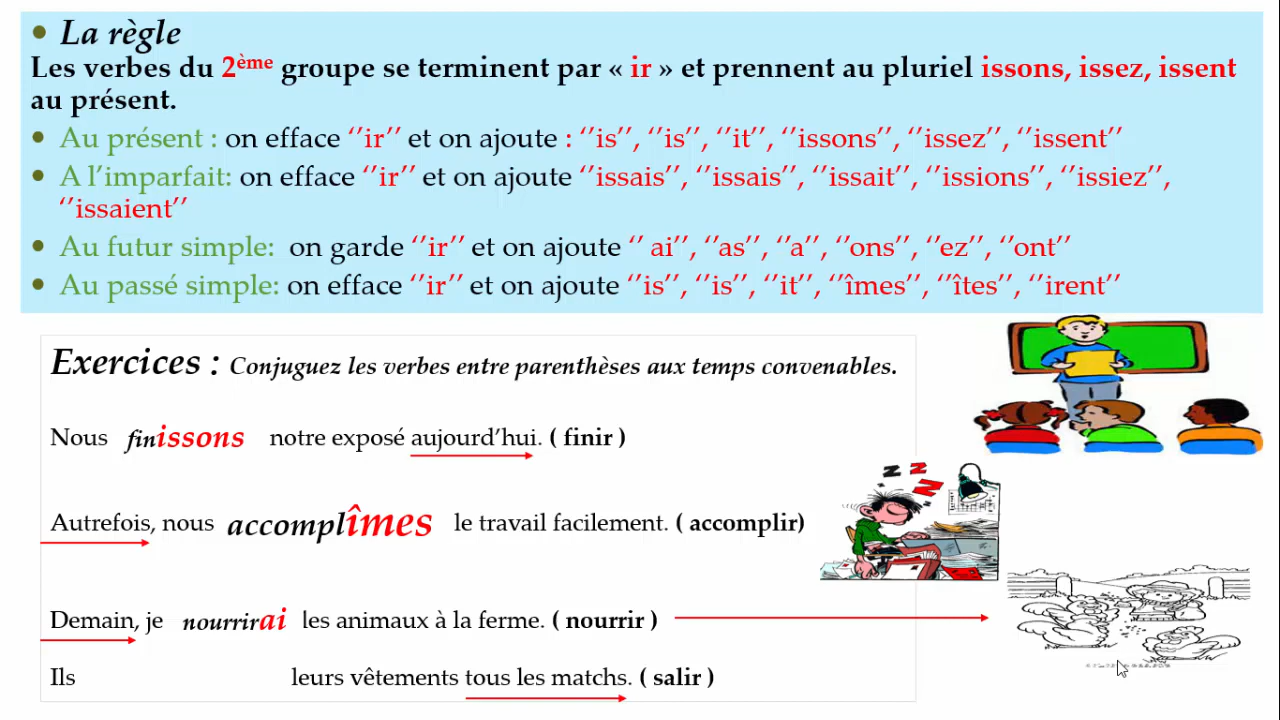 • La règle
Les verbes du 2ème groupe se terminent par « ir » et prennent au pluriel issons, issez, issent
au présent.
• Au présent : on efface ‘’ir’’ et on ajoute : ‘’is’’, ‘’is’’, ‘’it’’, ‘’issons’’, ‘’issez’’, ‘’issent’’
• A l’imparfait: on efface ‘’ir’’ et on ajoute ‘’issais’’, ‘’issais’’, ‘’issait’’, ‘’issions’’, ‘’issiez’’,
‘’issaient’’
• Au futur simple: on garde ‘’ir’’ et on ajoute ‘’ ai’’, ‘’as’’, ‘’a’’, ‘’ons’’, ‘’ez’’, ‘’ont’’
• Au passé simple: on efface ‘’ir’’ et on ajoute ‘’is’’, ‘’is’’, ‘’it’’, ‘’îmes’’, ‘’îtes’’, ‘’irent’’
Exercices : Conjuguez les verbes entre parenthèses aux temps convenables.
Nous finissons notre exposé aujourd’hui. ( finir )
Z Z Z
Autrefois, nous accomplîmes le travail facilement. ( accomplir)
Demain, je nourrirai les animaux à la ferme. ( nourrir )
Ils leurs vêtements tous les matchs. ( salir )